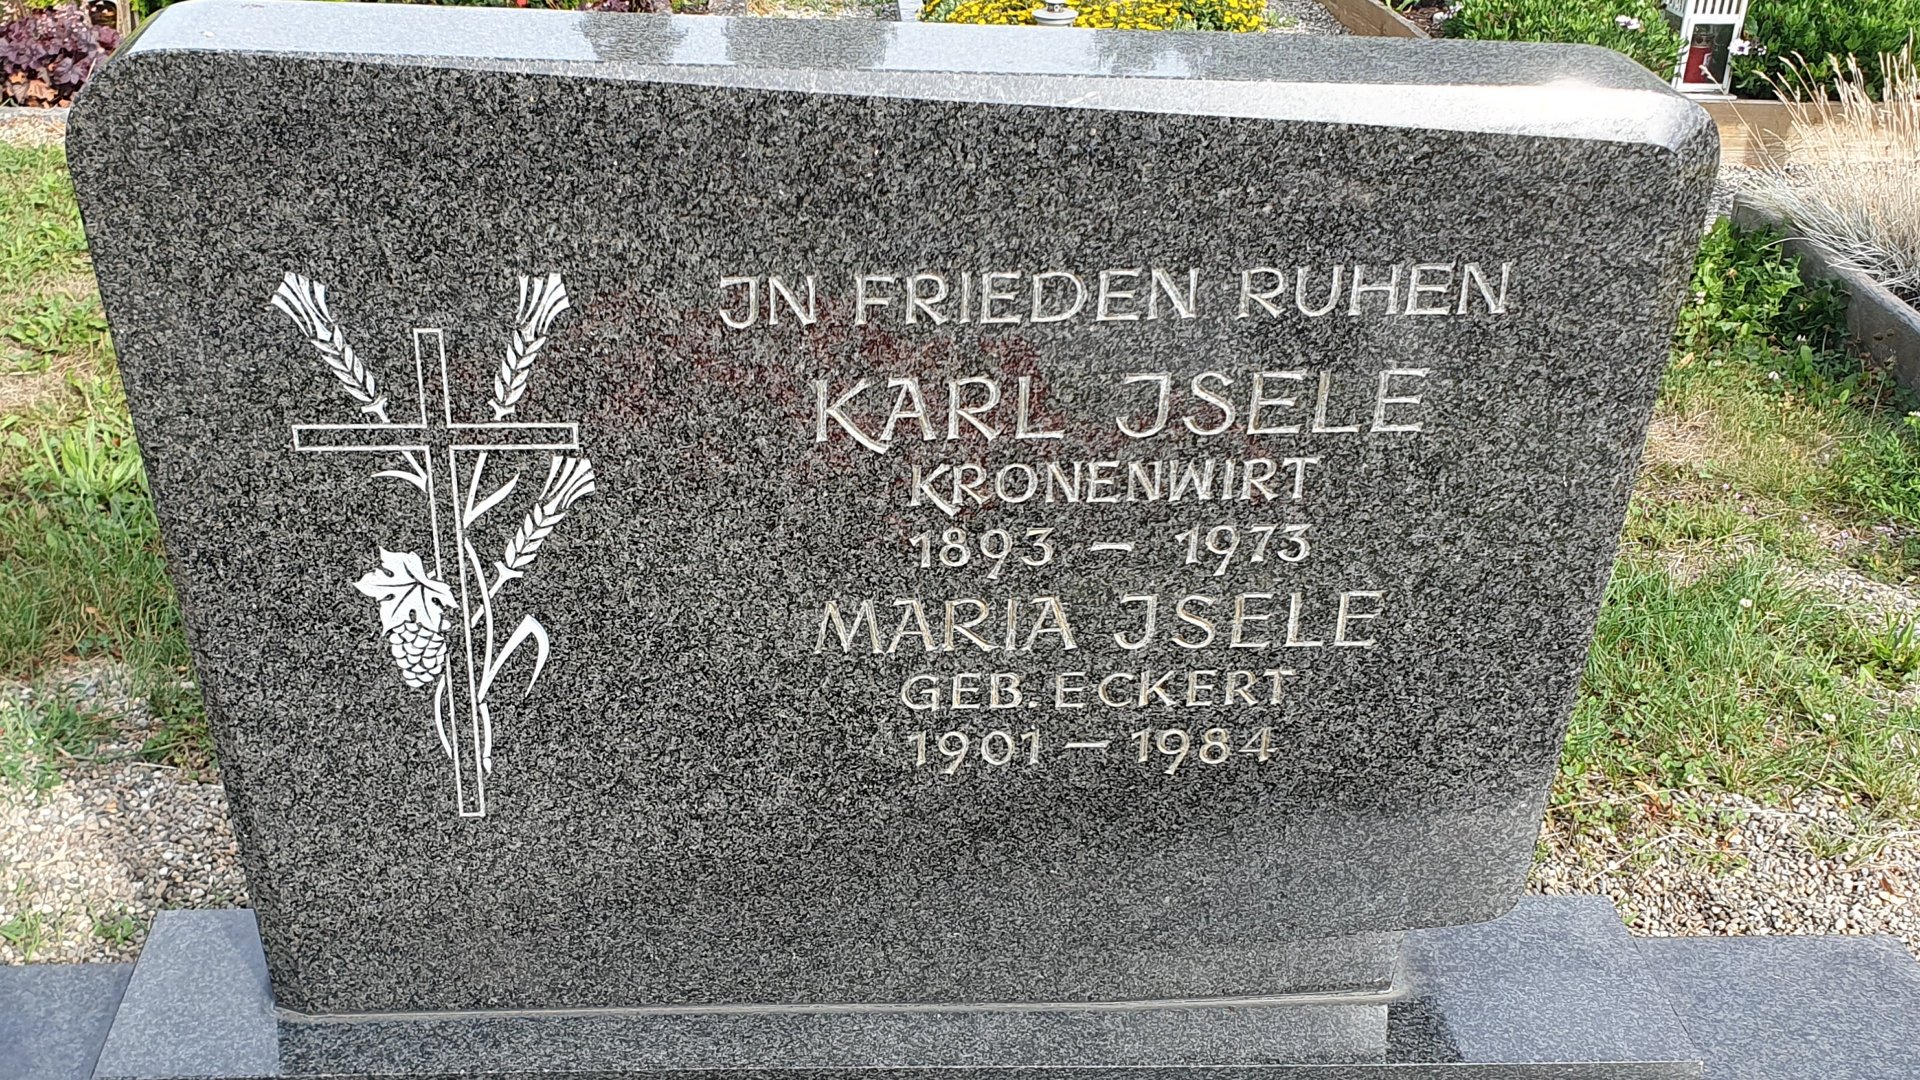 JN FRIEDEN RUHEN
KARL JSELE
KRONENWIRT
1893 – 1973
MARIA JSELE
GEB. ECKERT
1901 – 1984